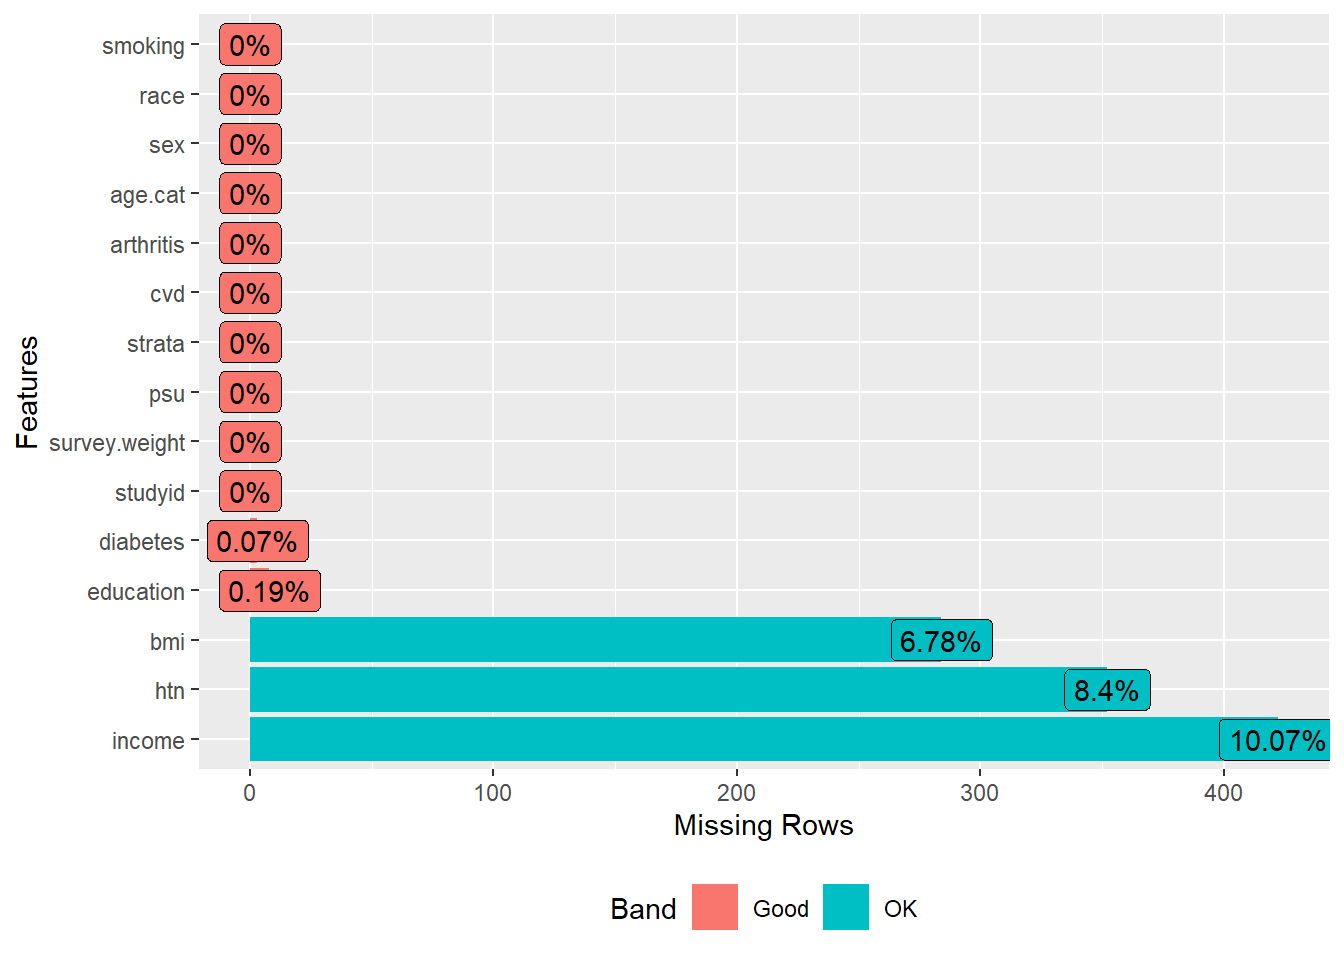 smoking 0%
race 0%
sex 0%
age.cat 0%
arthritis 0%
cvd 0%
strata 0%
psu 0%
survey.weight 0%
studyid 0%
diabetes 0.07%
education 0.19%
bmi 6.78%
htn 8.4%
income 10.07%
Features
0 100 200 300 400
Missing Rows
Band Good OK